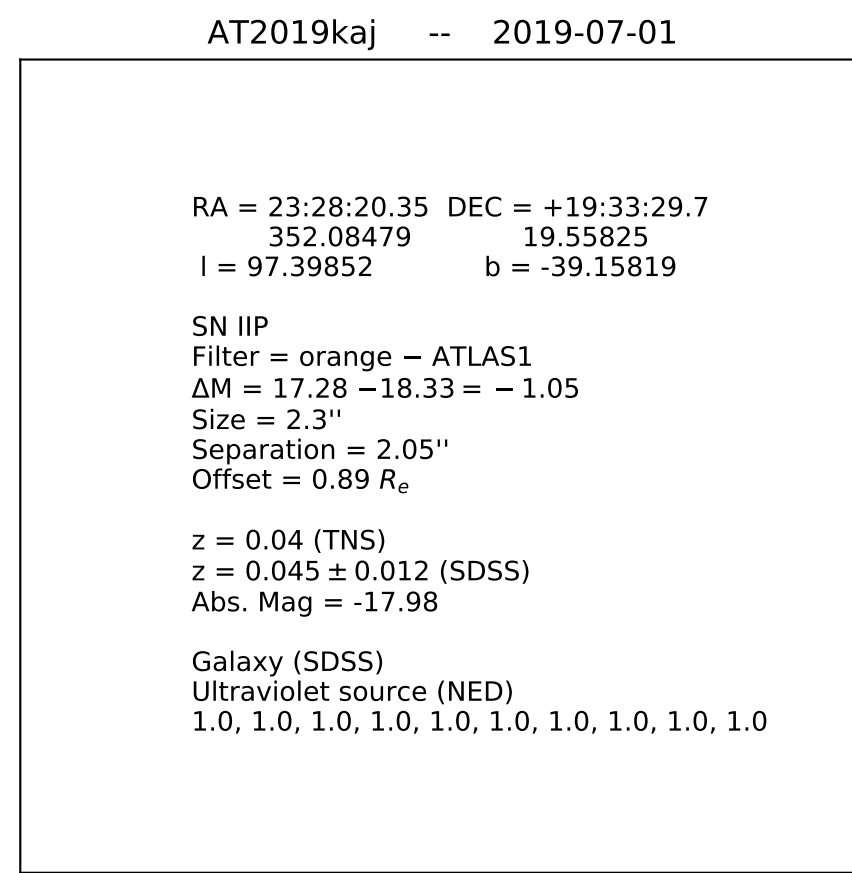 AT2019kaj -- 2019-07-01
RA = 23:28:20.35 DEC = +19:33:29.7
352.08479 19.55825
l = 97.39852 b = -39.15819
SN IIP
Filter = orange − ATLAS1
ΔM = 17.28 −18.33 = − 1.05
Size = 2.3''
Separation = 2.05''
Offset = 0.89 Re
z = 0.04 (TNS)
z = 0.045 ± 0.012 (SDSS)
Abs. Mag = -17.98
Galaxy (SDSS)
Ultraviolet source (NED)
1.0, 1.0, 1.0, 1.0, 1.0, 1.0, 1.0, 1.0, 1.0, 1.0